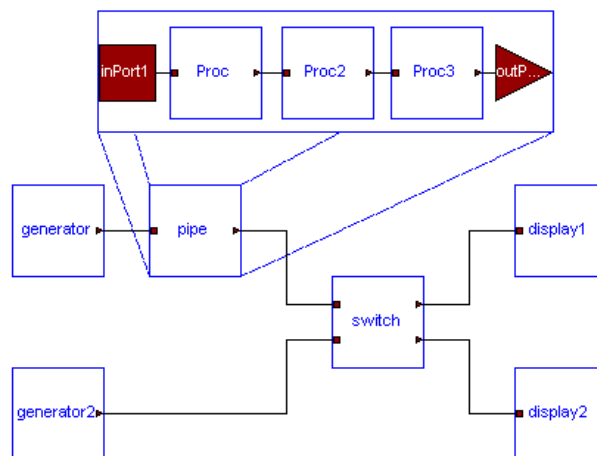 inPort1 Proc Proc2 Proc3 outP...
generator pipe display1
switch
generator2 display2